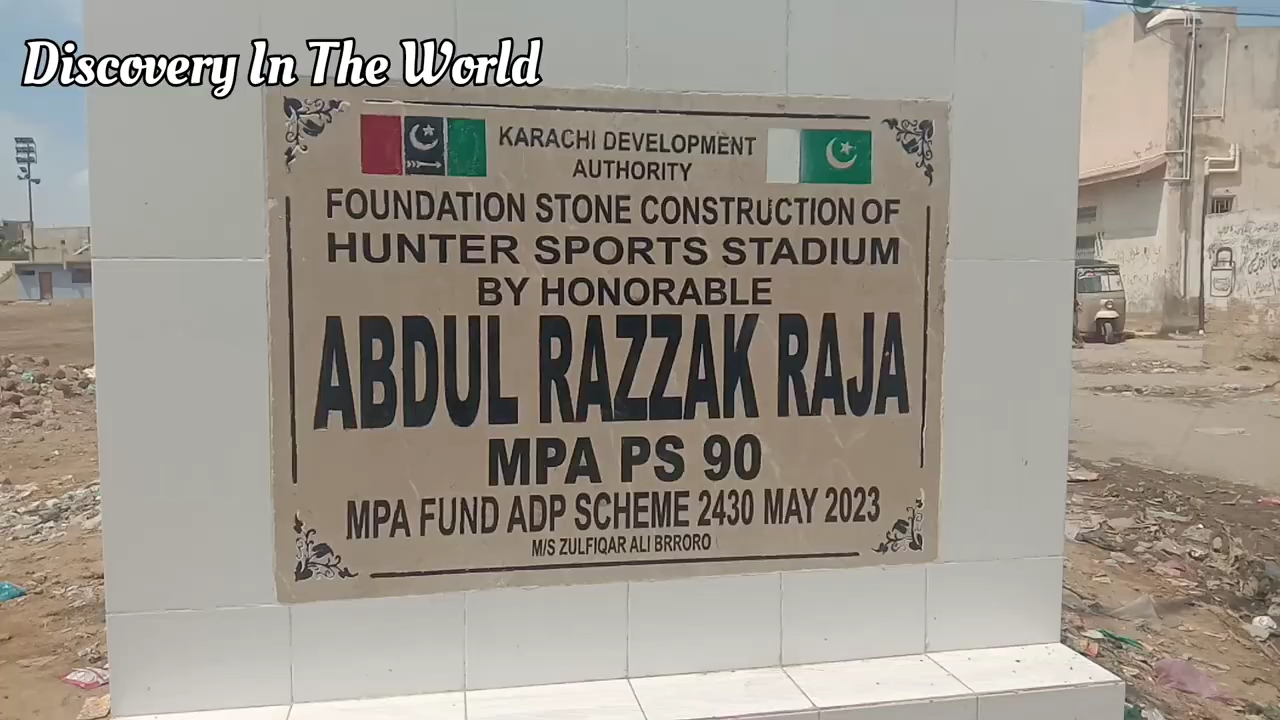 Discovery In The World
KARACHI DEVELOPMENT
AUTHORITY
FOUNDATION STONE CONSTRUCTION OF
HUNTER SPORTS STADIUM
BY HONORABLE
ABDUL RAZZAK RAJA
MPA PS 90
MPA FUND ADP SCHEME 2430 MAY 2023
M/S ZULFIQAR ALI BRRORO